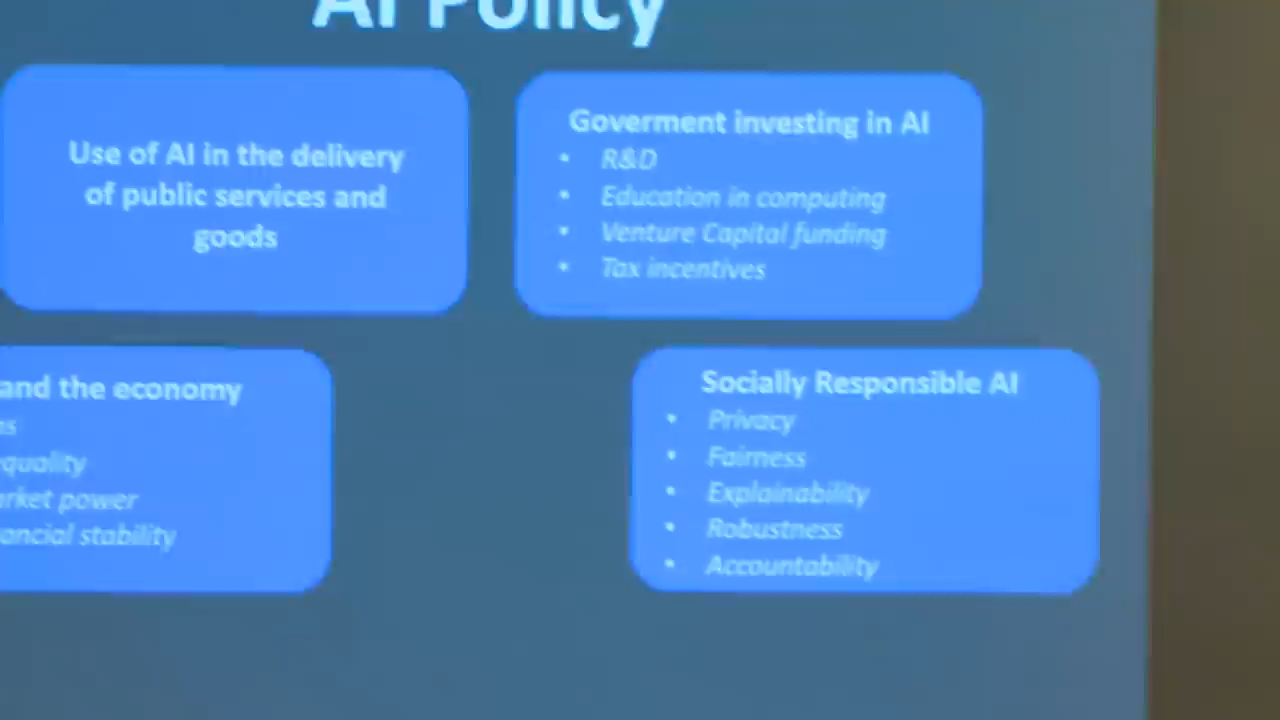 AI Policy
Use of AI in the delivery
of public services and
goods
Goverment investing in AI
• R&D
• Education in computing
• Venture Capital funding
• Tax incentives
and the economy
quality
market power
financial stability
Socially Responsible AI
• Privacy
• Fairness
• Explainability
• Robustness
• Accountability